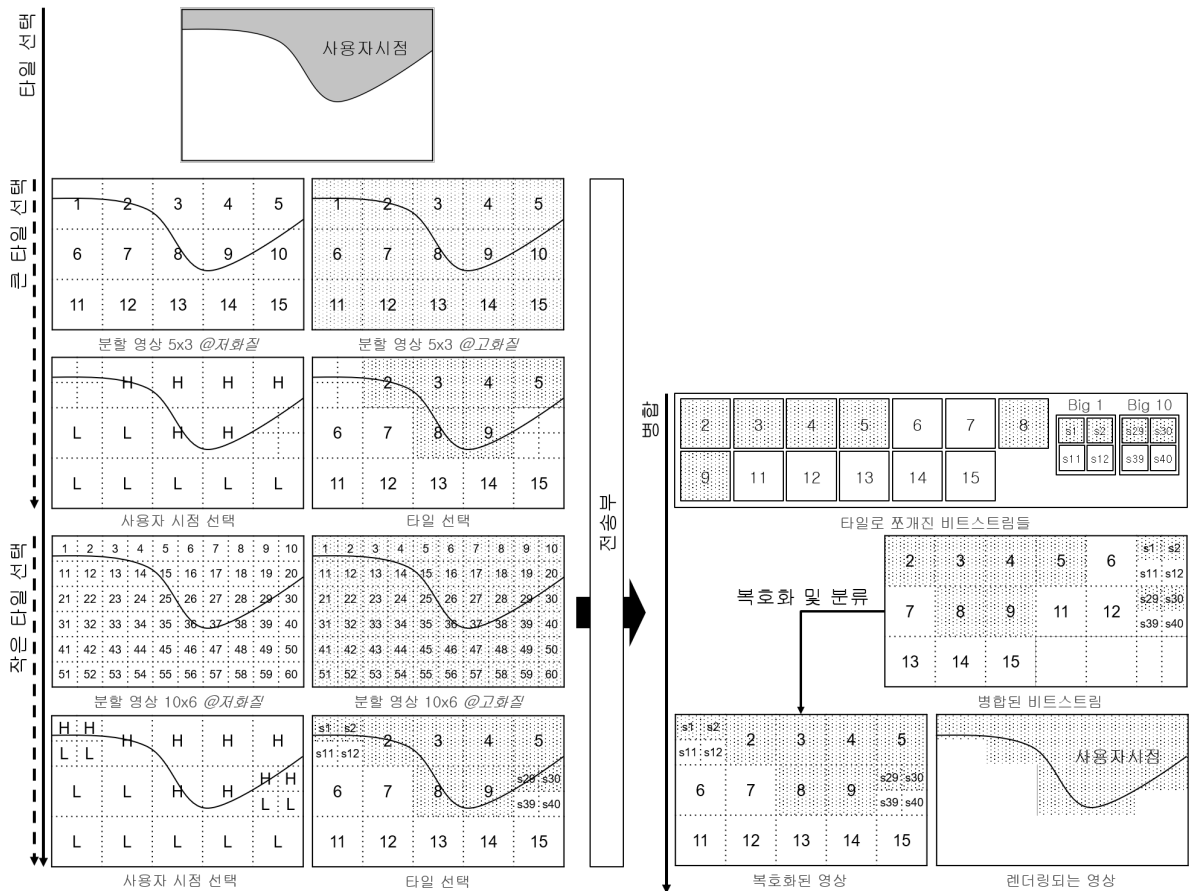 타일 선택
사용자시점
큰 타일 선택
1 2 3 4 5
6 7 8 9 10
11 12 13 14 15
분할 영상 5x3 @저화질
1 2 3 4 5
6 7 8 9 10
11 12 13 14 15
분할 영상 5x3 @고화질
H H H H
L L H H
L L L L L
사용자 시점 선택
2 3 4 5
6 7 8 9
11 12 13 14 15
타일 선택
작은 타일 선택
1 2 3 4 5 6 7 8 9 10
11 12 13 14 15 16 17 18 19 20
21 22 23 24 25 26 27 28 29 30
31 32 33 34 35 36 37 38 39 40
41 42 43 44 45 46 47 48 49 50
51 52 53 54 55 56 57 58 59 60
분할 영상 10x6 @저화질
1 2 3 4 5 6 7 8 9 10
11 12 13 14 15 16 17 18 19 20
21 22 23 24 25 26 27 28 29 30
31 32 33 34 35 36 37 38 39 40
41 42 43 44 45 46 47 48 49 50
51 52 53 54 55 56 57 58 59 60
분할 영상 10x6 @고화질
H H
L L
H H H H
L L H H
H H
L L
L L L L L
사용자 시점 선택
s1 s2
s11 s12
2 3 4 5
6 7 8 9
s29 s30
s39 s40
11 12 13 14 15
타일 선택
전송부
병합
Big 1 Big 10
2 3 4 5 6 7 8
s1 s2 s29 s30
s11 s12 s39 s40
9 11 12 13 14 15
타일로 쪼개진 비트스트림들
복호화 및 분류
2 3 4 5 6
s1 s2
s11 s12
7 8 9 11 12
s29 s30
s39 s40
13 14 15
병합된 비트스트림
s1 s2
s11 s12
2 3 4 5
6 7 8 9
s29 s30
s39 s40
11 12 13 14 15
복호화된 영상
사용자시점
렌더링되는 영상